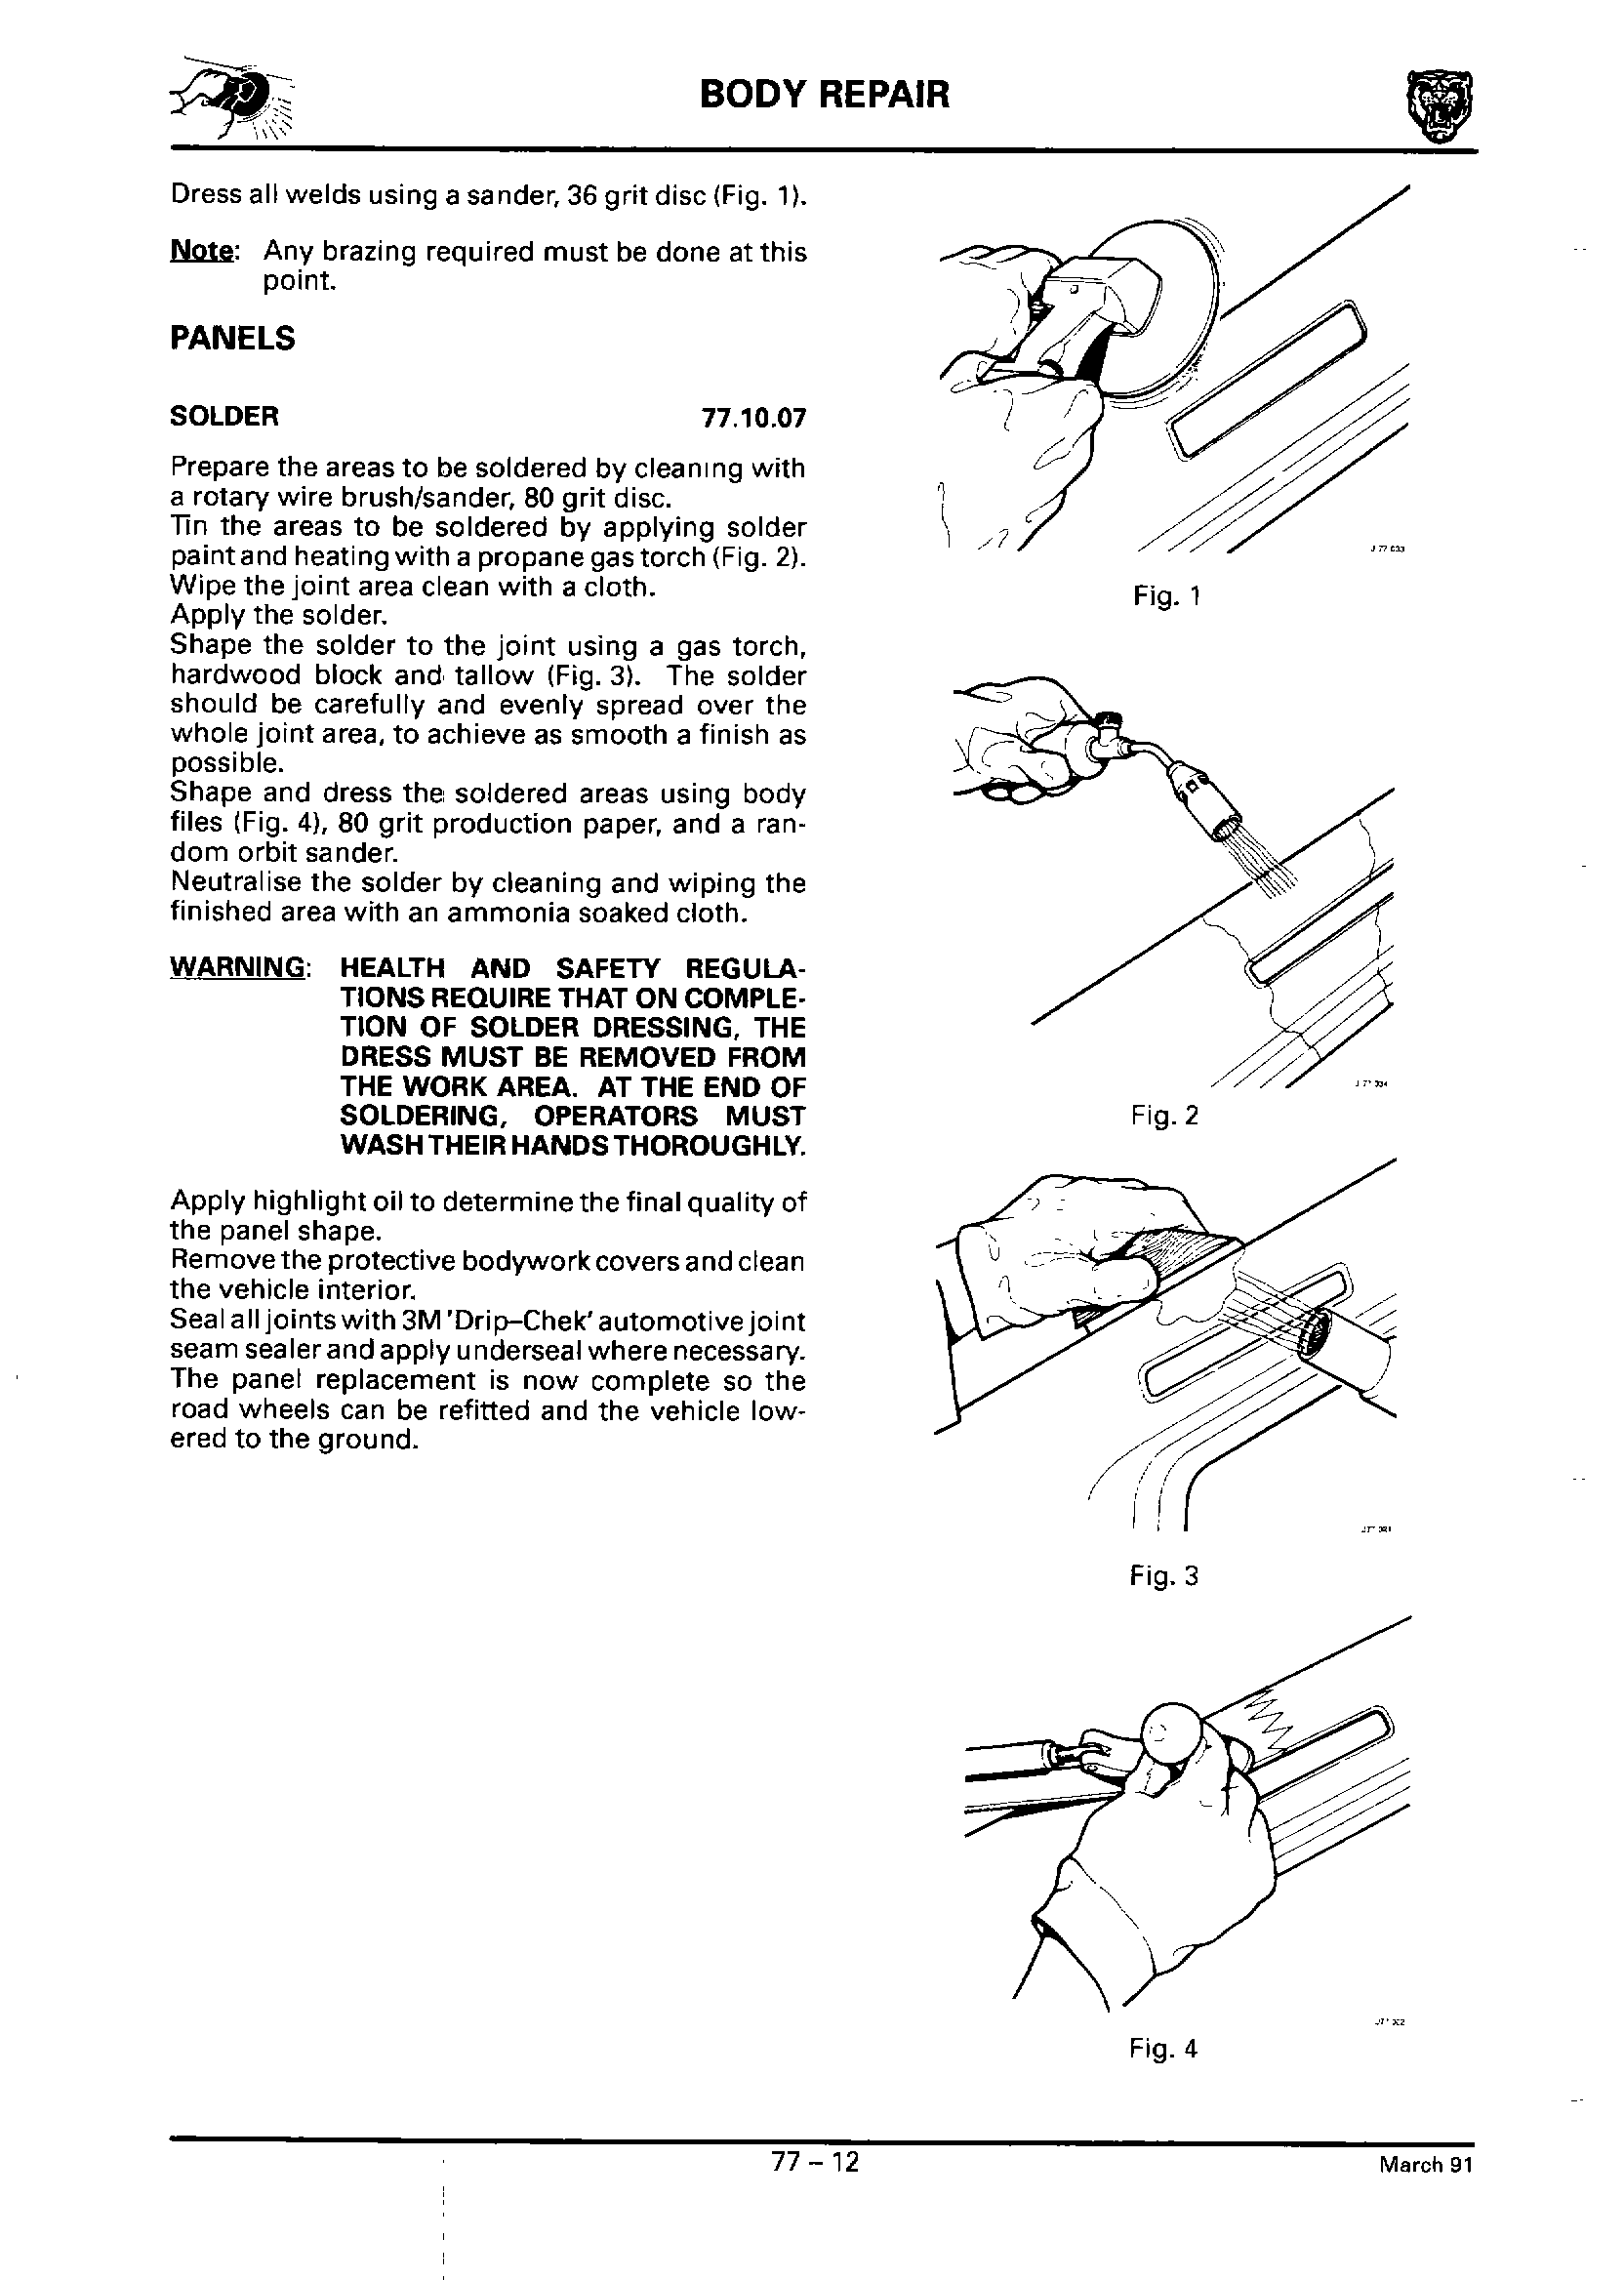 BODY REPAIR
Dress all welds using a sander, 36 grit disc (Fig. 1).
Note: Any brazing required must be done at this
point.
PANELS
SOLDER 77.10.07
Prepare the areas to be soldered by cleaning with
a rotary wire brush/sander, 80 grit disc.
Tin the areas to be soldered by applying solder
paint and heating with a propane gas torch (Fig. 2).
Wipe the joint area clean with a cloth.
Apply the solder.
Shape the solder to the joint using a gas torch,
hardwood block and tallow (Fig. 3). The solder
should be carefully and evenly spread over the
whole joint area, to achieve as smooth a finish as
possible.
Shape and dress the soldered areas using body
files (Fig. 4), 80 grit production paper, and a ran-
dom orbit sander.
Neutralise the solder by cleaning and wiping the
finished area with an ammonia soaked cloth.
WARNING: HEALTH AND SAFETY REGULA-
TIONS REQUIRE THAT ON COMPLE-
TION OF SOLDER DRESSING, THE
DRESS MUST BE REMOVED FROM
THE WORK AREA. AT THE END OF
SOLDERING, OPERATORS MUST
WASH THEIR HANDS THOROUGHLY.
Apply highlight oil to determine the final quality of
the panel shape.
Remove the protective bodywork covers and clean
the vehicle interior.
Seal all joints with 3M 'Drip–Chek' automotive joint
seam sealer and apply underseal where necessary.
The panel replacement is now complete so the
road wheels can be refitted and the vehicle low-
ered to the ground.
J 77 033
Fig. 1
Fig. 2
Fig. 3
Fig. 4
77 – 12
March 91